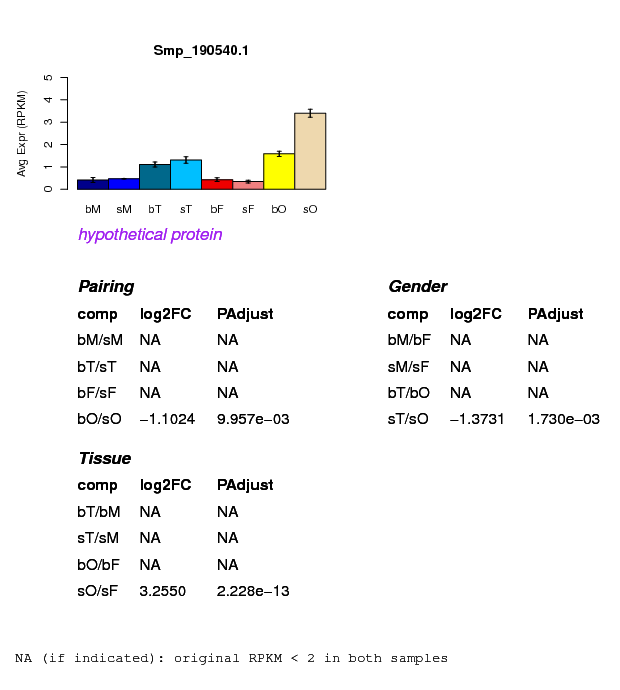 Smp_190540.1
Avg Expr (RPKM)
5
4
3
2
1
0
bM sM bT sT bF sF bO sO
hypothetical protein
Pairing
comp log2FC PAdjust
bM/sM NA NA
bT/sT NA NA
bF/sF NA NA
bO/sO −1.1024 9.957e−03
Gender
comp log2FC PAdjust
bM/bF NA NA
sM/sF NA NA
bT/bO NA NA
sT/sO −1.3731 1.730e−03
Tissue
comp log2FC PAdjust
bT/bM NA NA
sT/sM NA NA
bO/bF NA NA
sO/sF 3.2550 2.228e−13
NA (if indicated): original RPKM < 2 in both samples